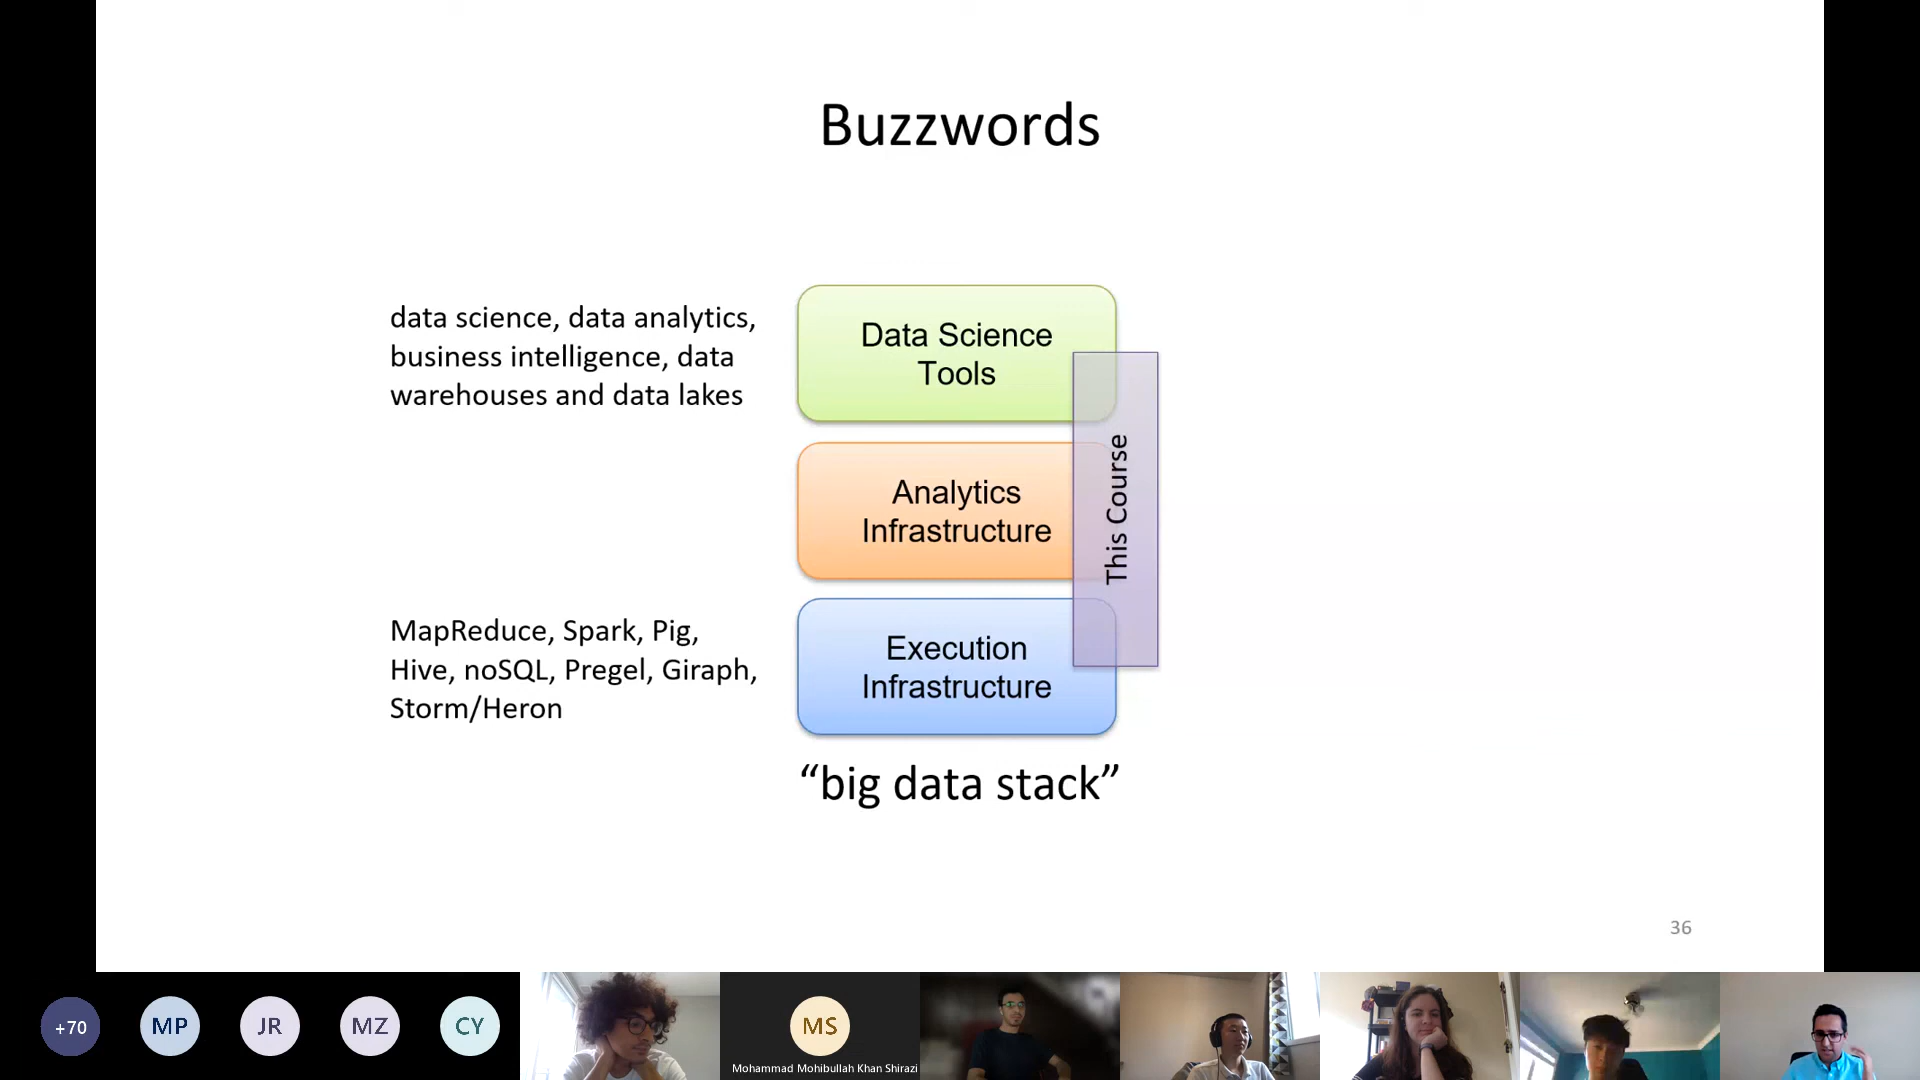 Buzzwords
data science, data analytics,
business intelligence, data
warehouses and data lakes
Data Science
Tools
Analytics
Infrastructure
This Course
MapReduce, Spark, Pig,
Hive, noSQL, Pregel, Giraph,
Storm/Heron
Execution
Infrastructure
“big data stack”
36
+70
MP
JR
MZ
CY
MS
Mohammad Mohibullah Khan Shirazi